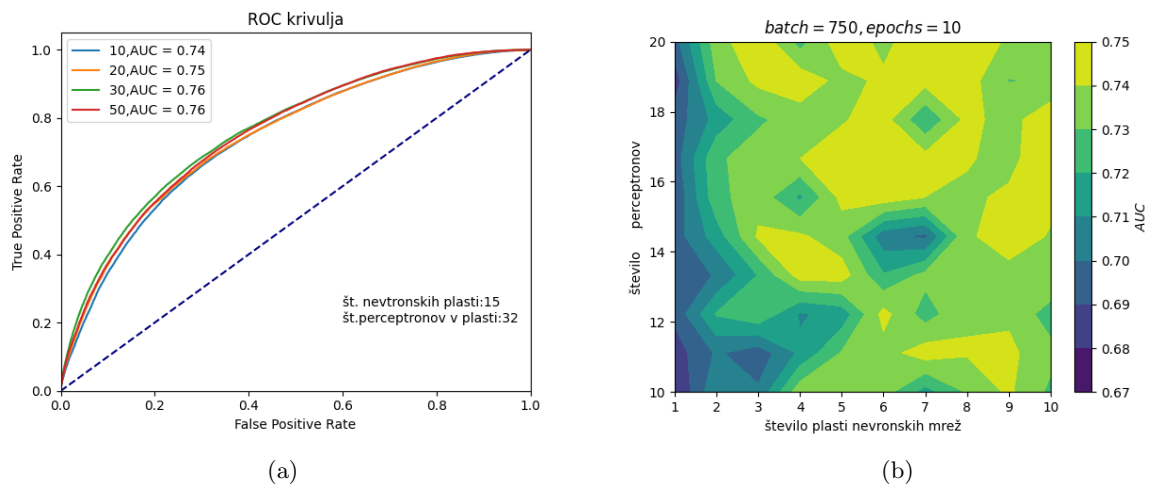 ROC krivulja
1.0
0.8
0.6
0.4
0.2
0.0
True Positive Rate
10,AUC = 0.74
20,AUC = 0.75
30,AUC = 0.76
50,AUC = 0.76
št. nevtronskih plasti:15
št.perceptronov v plasti:32
0.0 0.2 0.4 0.6 0.8 1.0
False Positive Rate
(a)
batch = 750, epochs = 10
20
18
16
14
12
10
število perceptronov
1 2 3 4 5 6 7 8 9 10
število plasti nevronskih mrež
0.75
0.74
0.73
0.72
0.71
0.70
0.69
0.68
0.67
AUC
(b)